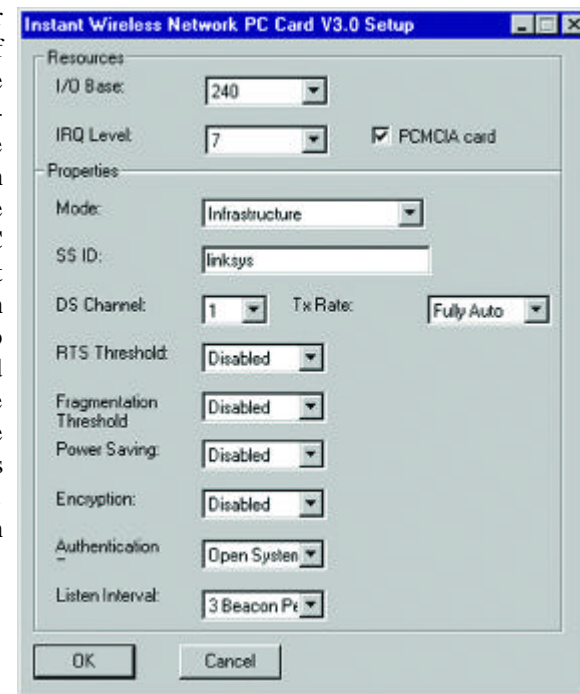 Instant Wireless Network PC Card V3.0 Setup
Resources
I/O Base: 240
IRQ Level: 7 PCMCIA card
Properties
Mode: Infrastructure
SS ID: linksys
DS Channel: 1 Tx Rate: Fully Auto
RTS Threshold: Disabled
Fragmentation
Threshold Disabled
Power Saving: Disabled
Encryption: Disabled
Authentication Open System
Listen Interval: 3 Beacon Pe
OK Cancel